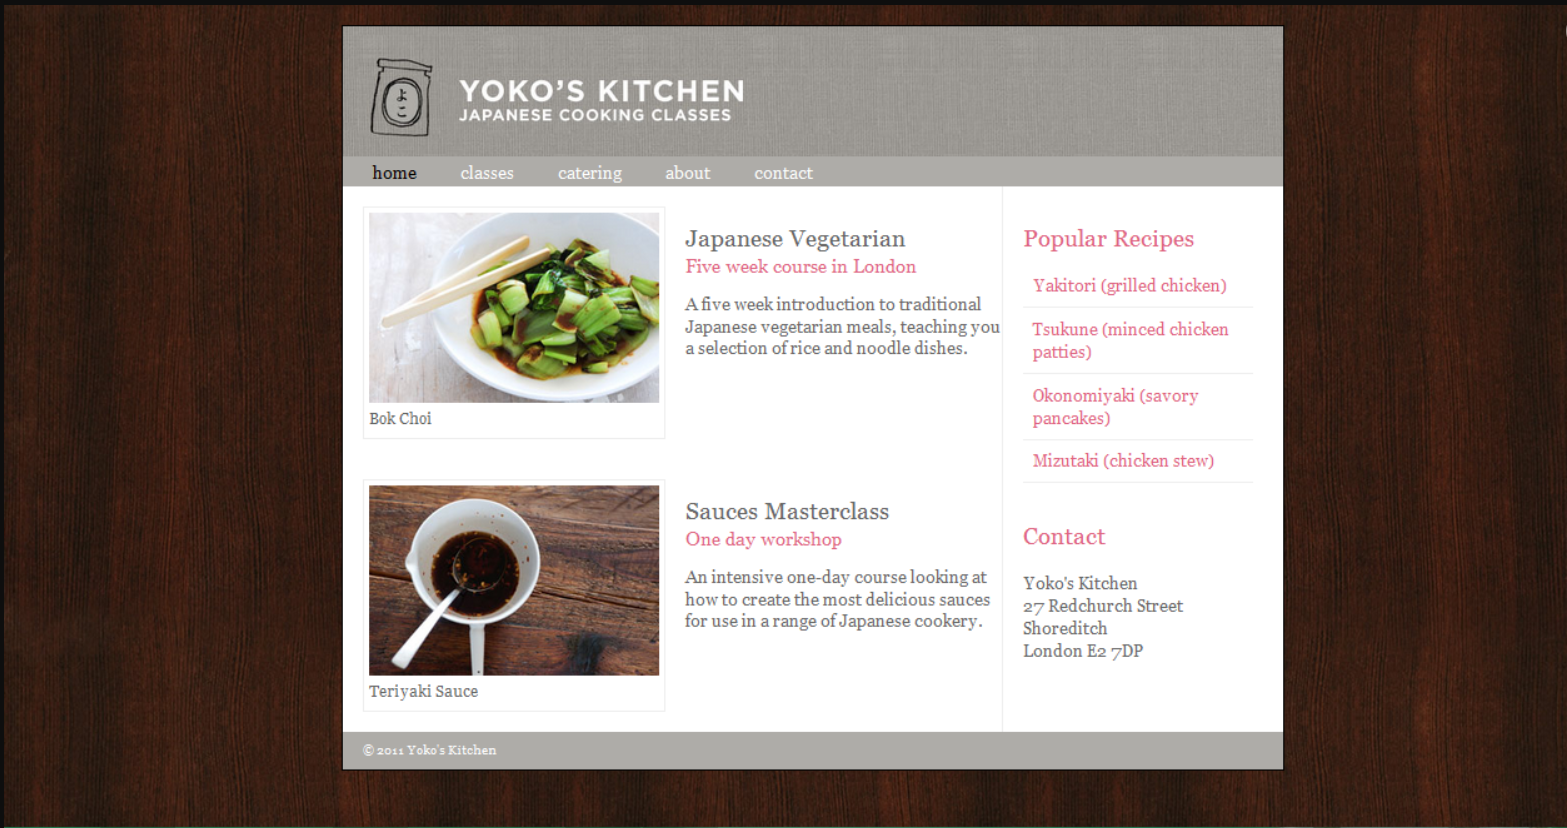 よ
こ
YOKO'S KITCHEN
JAPANESE COOKING CLASSES
home classes catering about contact
Japanese Vegetarian
Five week course in London
A five week introduction to traditional
Japanese vegetarian meals, teaching you
a selection of rice and noodle dishes.
Bok Choi
Sauces Masterclass
One day workshop
An intensive one-day course looking at
how to create the most delicious sauces
for use in a range of Japanese cookery.
Teriyaki Sauce
Popular Recipes
Yakitori (grilled chicken)
Tsukune (minced chicken
patties)
Okonomiyaki (savory
pancakes)
Mizutaki (chicken stew)
Contact
Yoko's Kitchen
27 Redchurch Street
Shoreditch
London E2 7DP
© 2011 Yoko's Kitchen